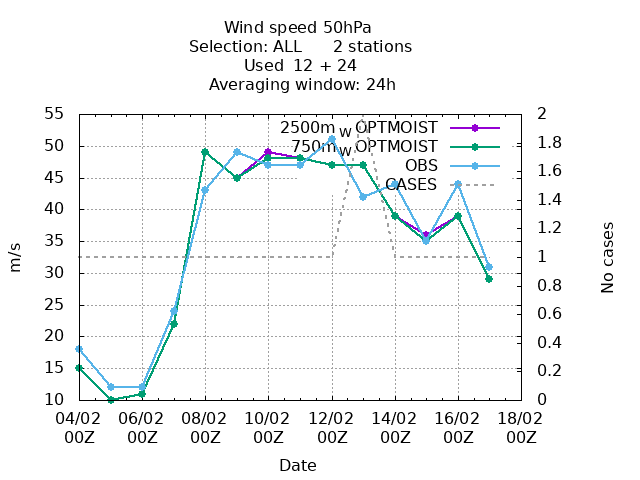 Wind speed 50hPa
Selection: ALL 2 stations
Used 12 + 24
Averaging window: 24h
2500m w OPTMOIST
750m w OPTMOIST
OBS
CASES
m/s
55
50
45
40
35
30
25
20
15
10
2
1.8
1.6
1.4
1.2
1
0.8
0.6
0.4
0.2
0
No cases
04/02 06/02 08/02 10/02 12/02 14/02 16/02 18/02
00Z 00Z 00Z 00Z 00Z 00Z 00Z 00Z
Date